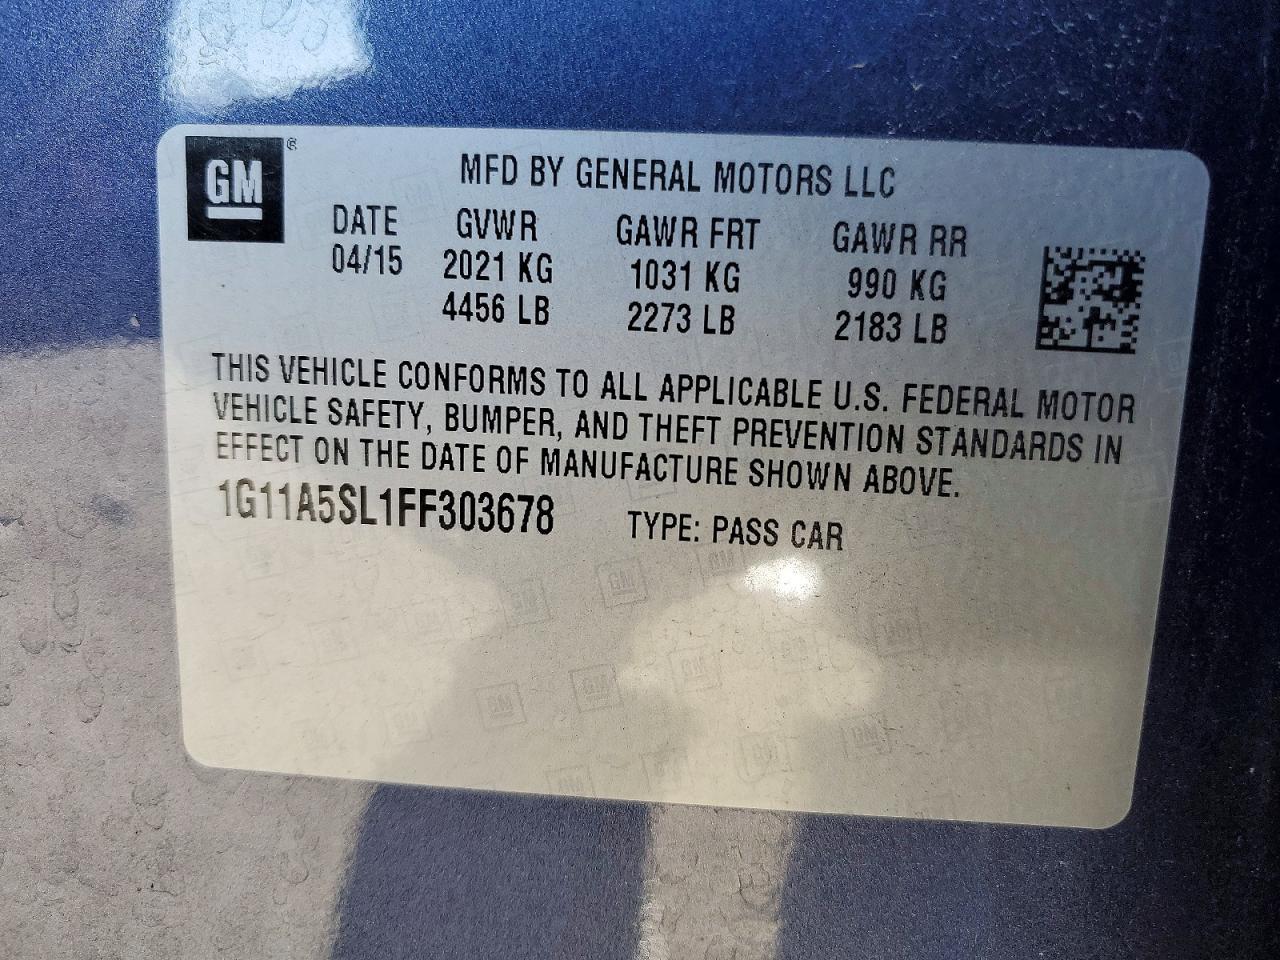 GM ®
MFD BY GENERAL MOTORS LLC
DATE GVWR GAWR FRT GAWR RR
04/15 2021 KG 1031 KG 990 KG
4456 LB 2273 LB 2183 LB
THIS VEHICLE CONFORMS TO ALL APPLICABLE U.S. FEDERAL MOTOR
VEHICLE SAFETY, BUMPER, AND THEFT PREVENTION STANDARDS IN
EFFECT ON THE DATE OF MANUFACTURE SHOWN ABOVE.
1G11A5SL1FF303678 TYPE: PASS CAR